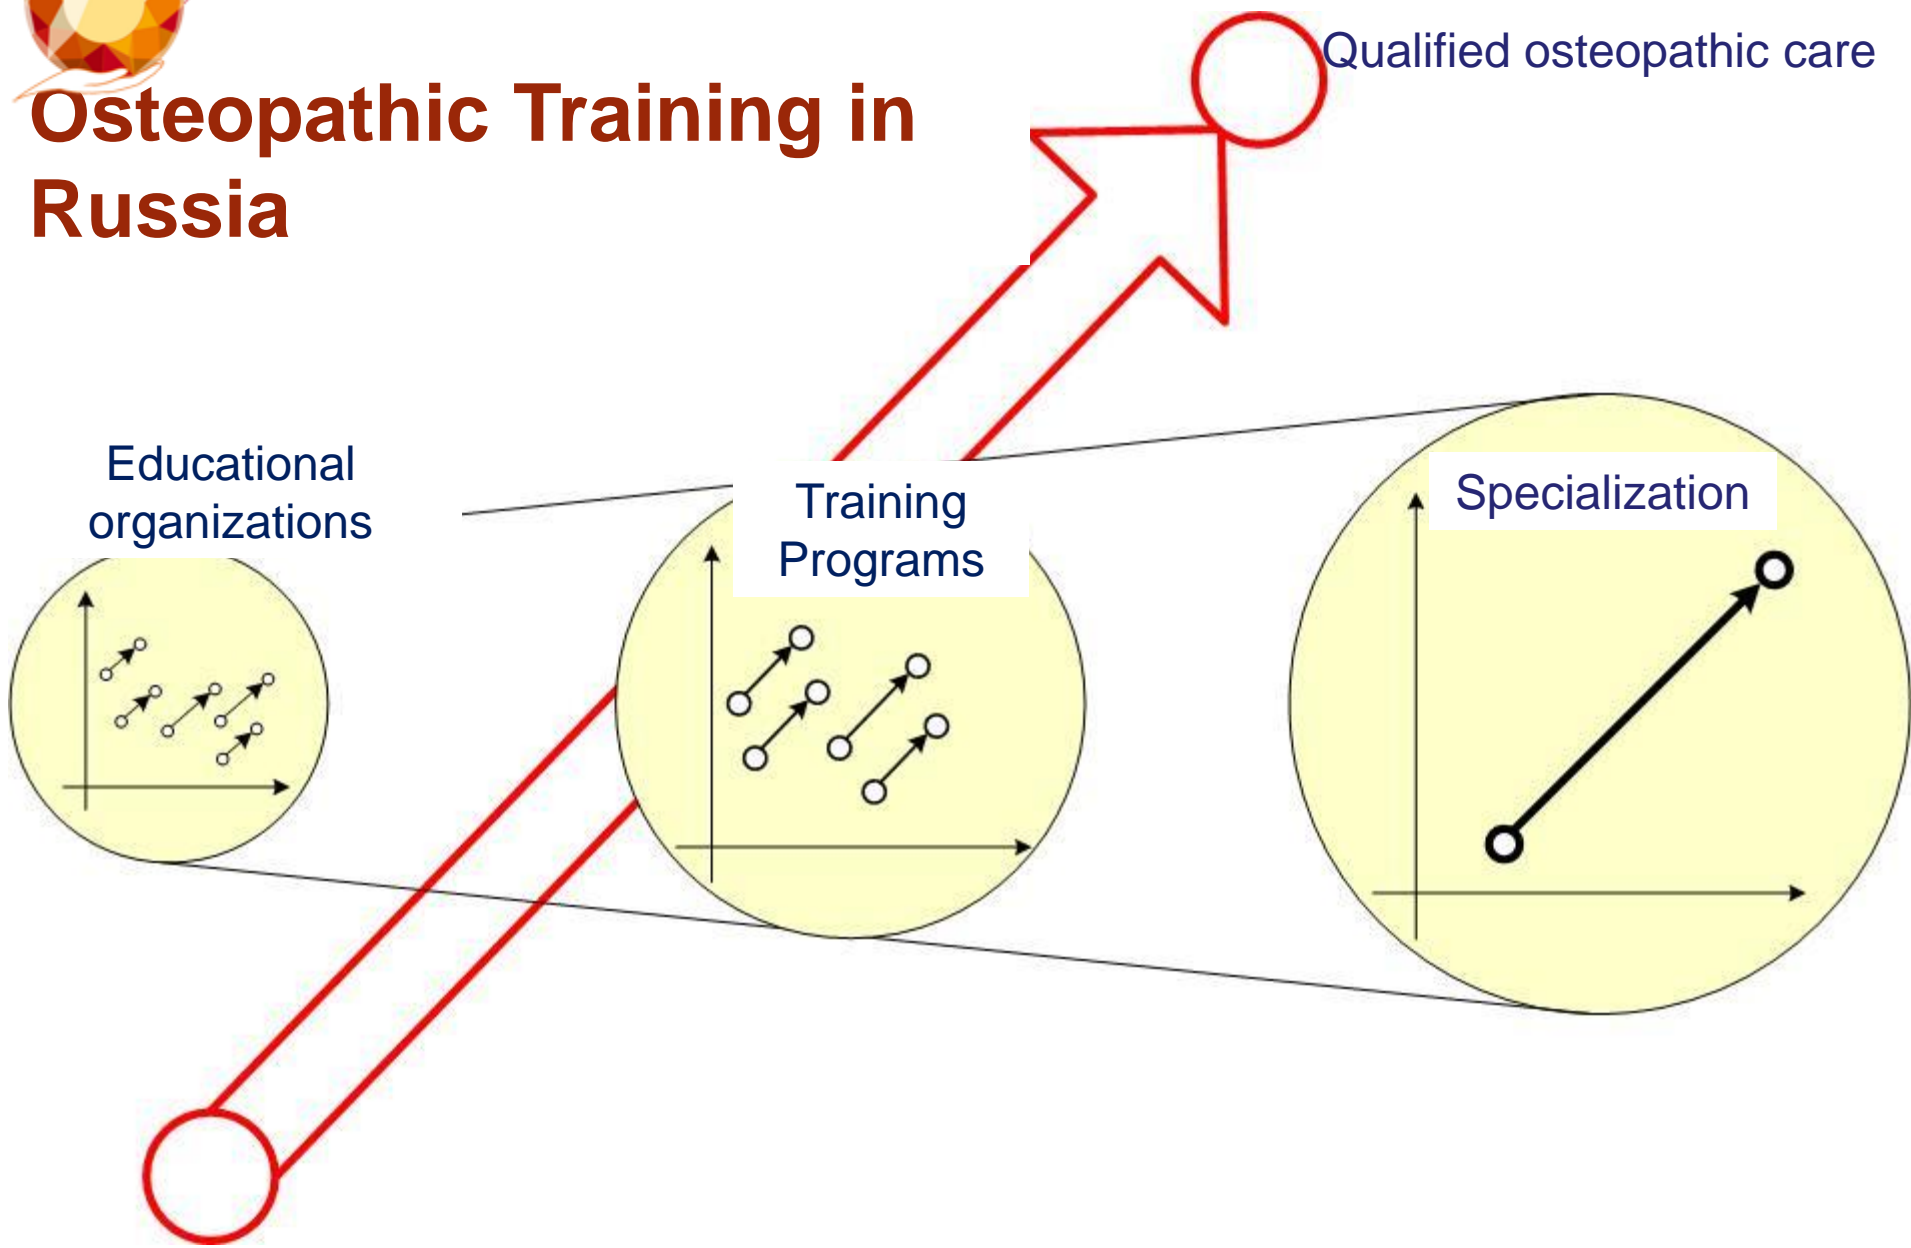 Qualified osteopathic care
Osteopathic Training in
Russia
Educational
organizations
Training
Programs
Specialization